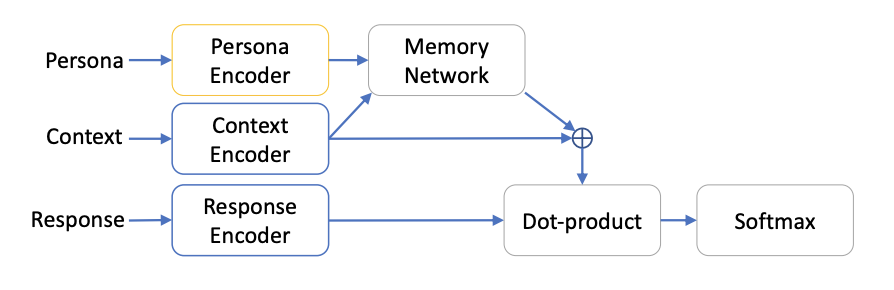 Persona
Persona
Encoder
Memory
Network
Context
Context
Encoder
Response
Response
Encoder
Dot-product
Softmax